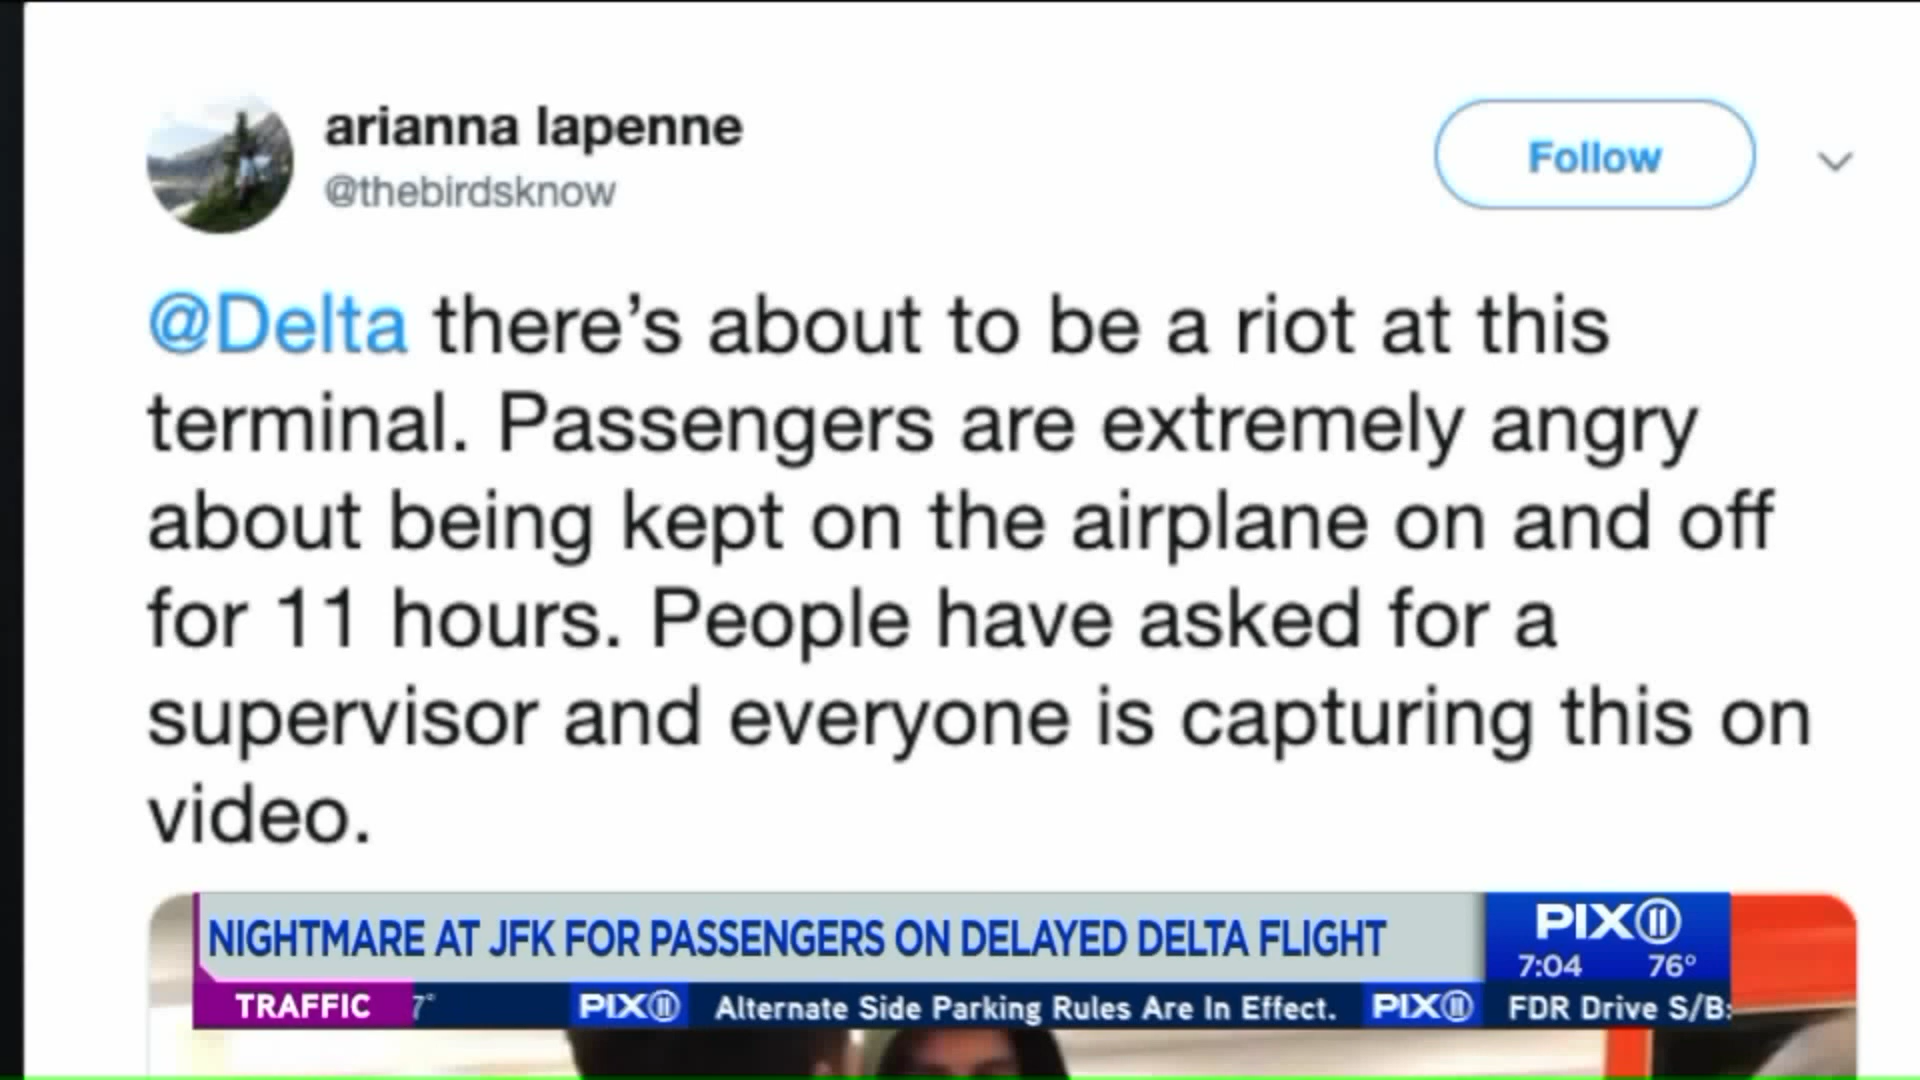 arianna lapenne
@thebirdsknow
Follow
@Delta there’s about to be a riot at this
terminal. Passengers are extremely angry
about being kept on the airplane on and off
for 11 hours. People have asked for a
supervisor and everyone is capturing this on
video.
NIGHTMARE AT JFK FOR PASSENGERS ON DELAYED DELTA FLIGHT
PIX11
7:04 76°
TRAFFIC 7° PIX11 Alternate Side Parking Rules Are In Effect. PIX11 FDR Drive S/B: